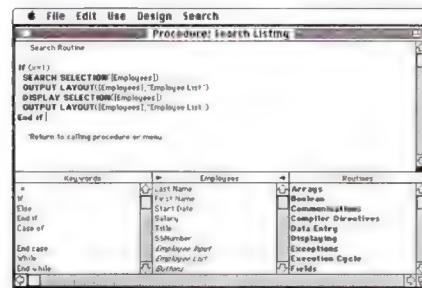 File Edit Use Design Search
Procedure: Search Listing
Search Routine
If (v=1)
SEARCH SELECTION([Employees])
OUTPUT LAYOUT([Employees],"Employee List")
DISPLAY SELECTION([Employees])
OUTPUT LAYOUT([Employees],"Employee List")
End if
`Return to calling procedure or menu
Keywords
:=
If
Else
End if
Case of
End case
While
End while
Employees
Last Name
First Name
Start Date
Salary
Title
SSNumber
Employee Input
Employee List
Buttons
Routines
Arrays
Boolean
Communications
Compiler Directives
Data Entry
Displaying
Exceptions
Execution Cycle
Fields